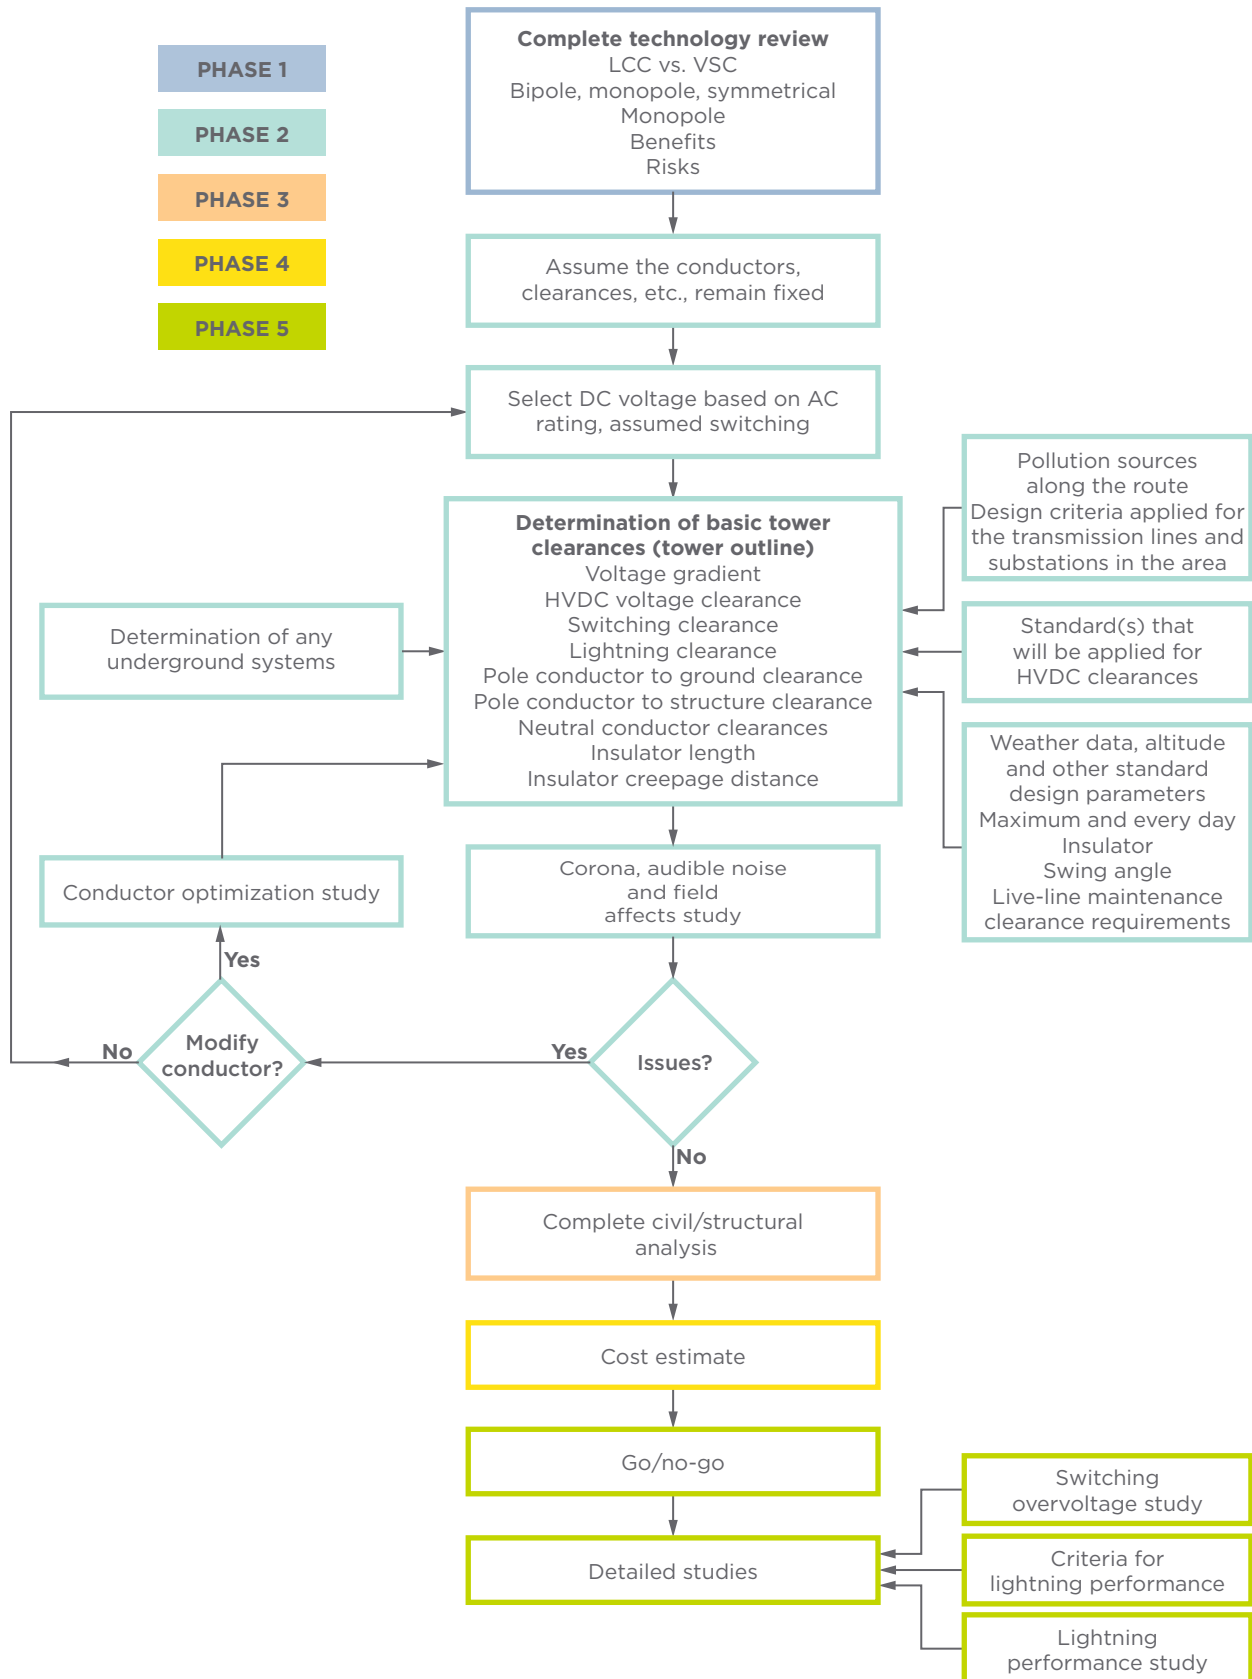 PHASE 1
PHASE 2
PHASE 3
PHASE 4
PHASE 5
Complete technology review
LCC vs. VSC
Bipole, monopole, symmetrical
Monopole
Benefits
Risks
Assume the conductors,
clearances, etc., remain fixed
Select DC voltage based on AC
rating, assumed switching
Determination of basic tower
clearances (tower outline)
Voltage gradient
HVDC voltage clearance
Switching clearance
Lightning clearance
Pole conductor to ground clearance
Pole conductor to structure clearance
Neutral conductor clearances
Insulator length
Insulator creepage distance
Pollution sources
along the route
Design criteria applied for
the transmission lines and
substations in the area
Standard(s) that
will be applied for
HVDC clearances
Weather data, altitude
and other standard
design parameters
Maximum and every day
Insulator
Swing angle
Live-line maintenance
clearance requirements
Determination of any
underground systems
Conductor optimization study
Corona, audible noise
and field
affects study
Yes
No
Modify
conductor?
Yes
Issues?
No
Complete civil/structural
analysis
Cost estimate
Go/no-go
Detailed studies
Switching
overvoltage study
Criteria for
lightning performance
Lightning
performance study